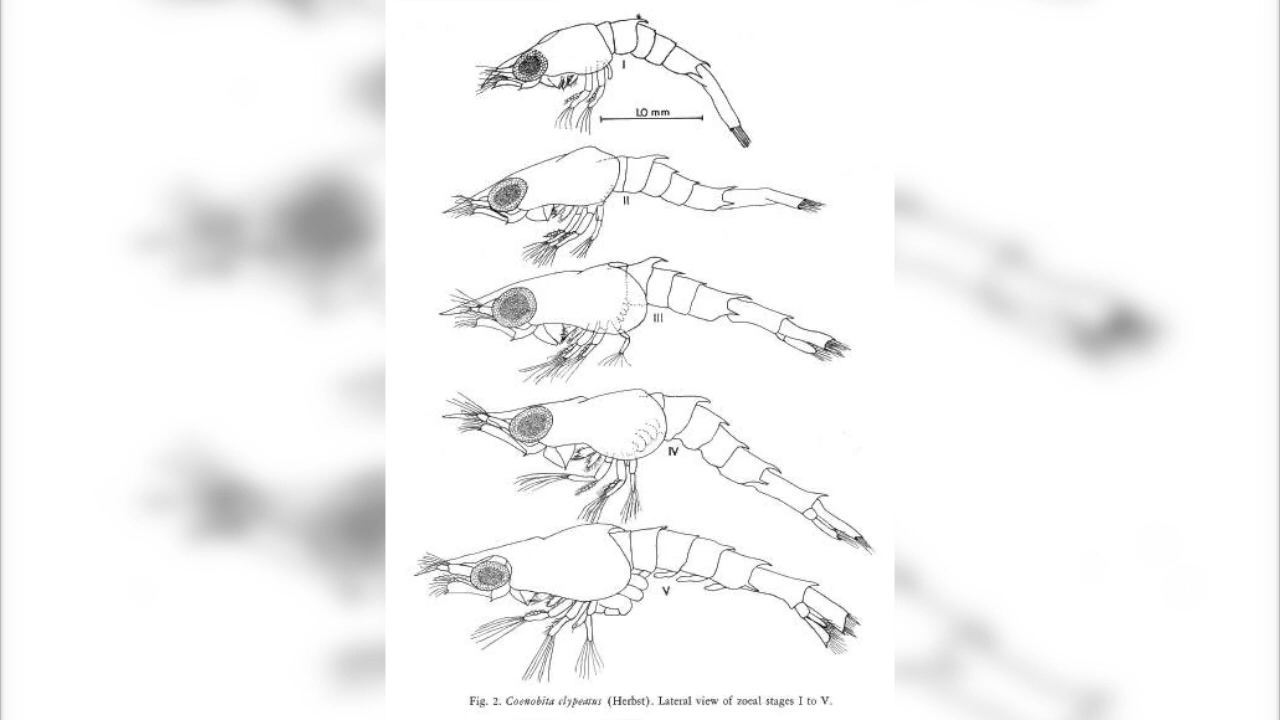 I
1.0 mm
II
III
IV
V
Fig. 2. Coenobita clypeatus (Herbst). Lateral view of zoeal stages I to V.